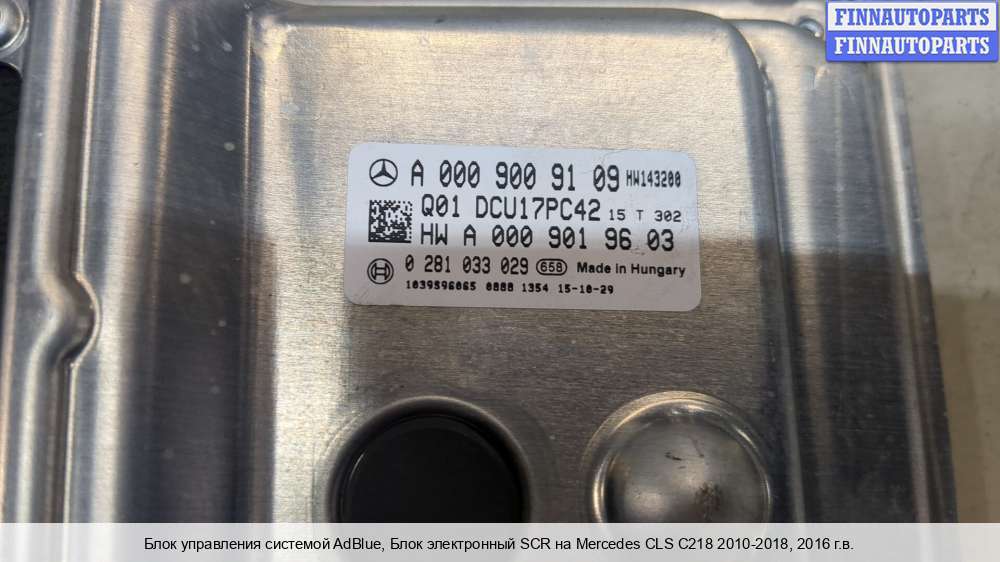 FINNAUTOPARTS
FINNAUTOPARTS
A 000 900 91 09 HW143200
Q01 DCU17PC42 15 T 302
HW A 000 901 96 03
0 281 033 029 658 Made in Hungary
1039S96065 0888 1354 15-10-29
Блок управления системой AdBlue, Блок электронный SCR на Mercedes CLS C218 2010-2018, 2016 г.в.